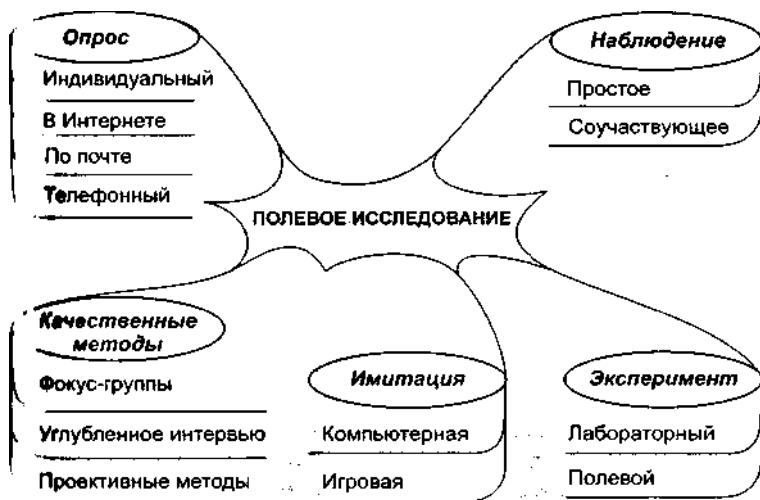 Опрос
Индивидуальный
В Интернете
По почте
Телефонный
Наблюдение
Простое
Соучаствующее
ПОЛЕВОЕ ИССЛЕДОВАНИЕ
Качественные
методы
Фокус-группы
Углубленное интервью
Проективные методы
Имитация
Компьютерная
Игровая
Эксперимент
Лабораторный
Полевой